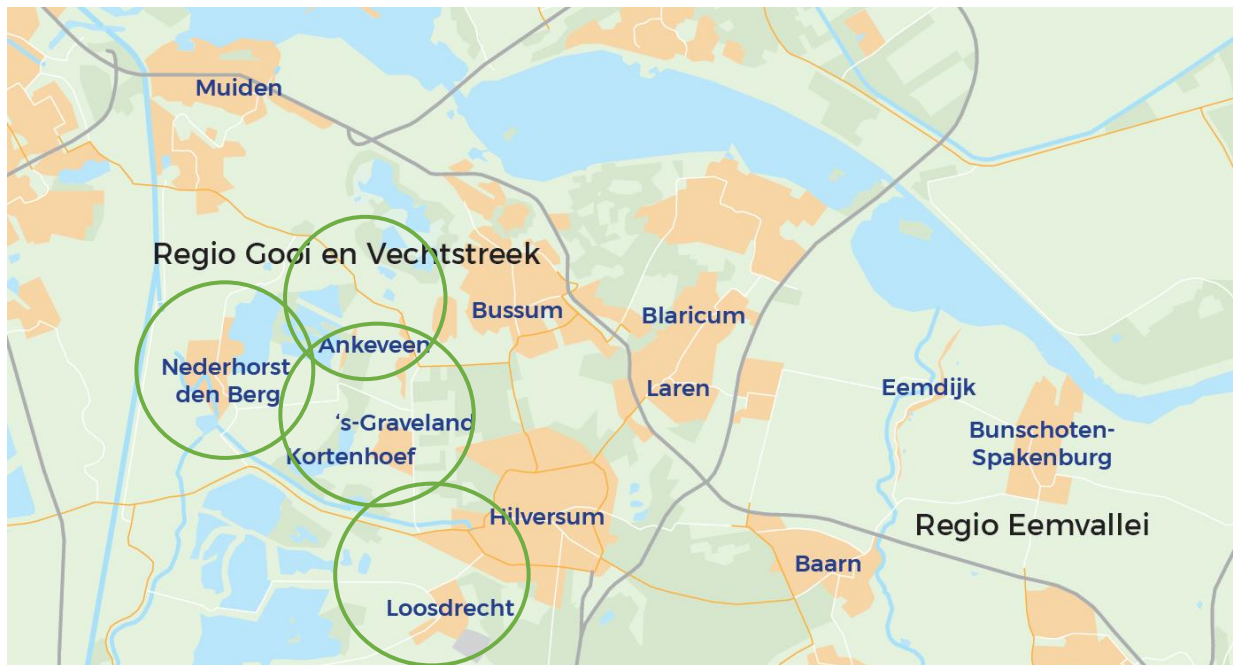 Muiden
Regio Gooi en Vechtstreek
Bussum
Blaricum
Ankeveen
Nederhorst
den Berg
Laren
Eemdijk
's-Graveland
Kortenhoef
Bunschoten-
Spakenburg
Hilversum
Regio Eemvallei
Baarn
Loosdrecht